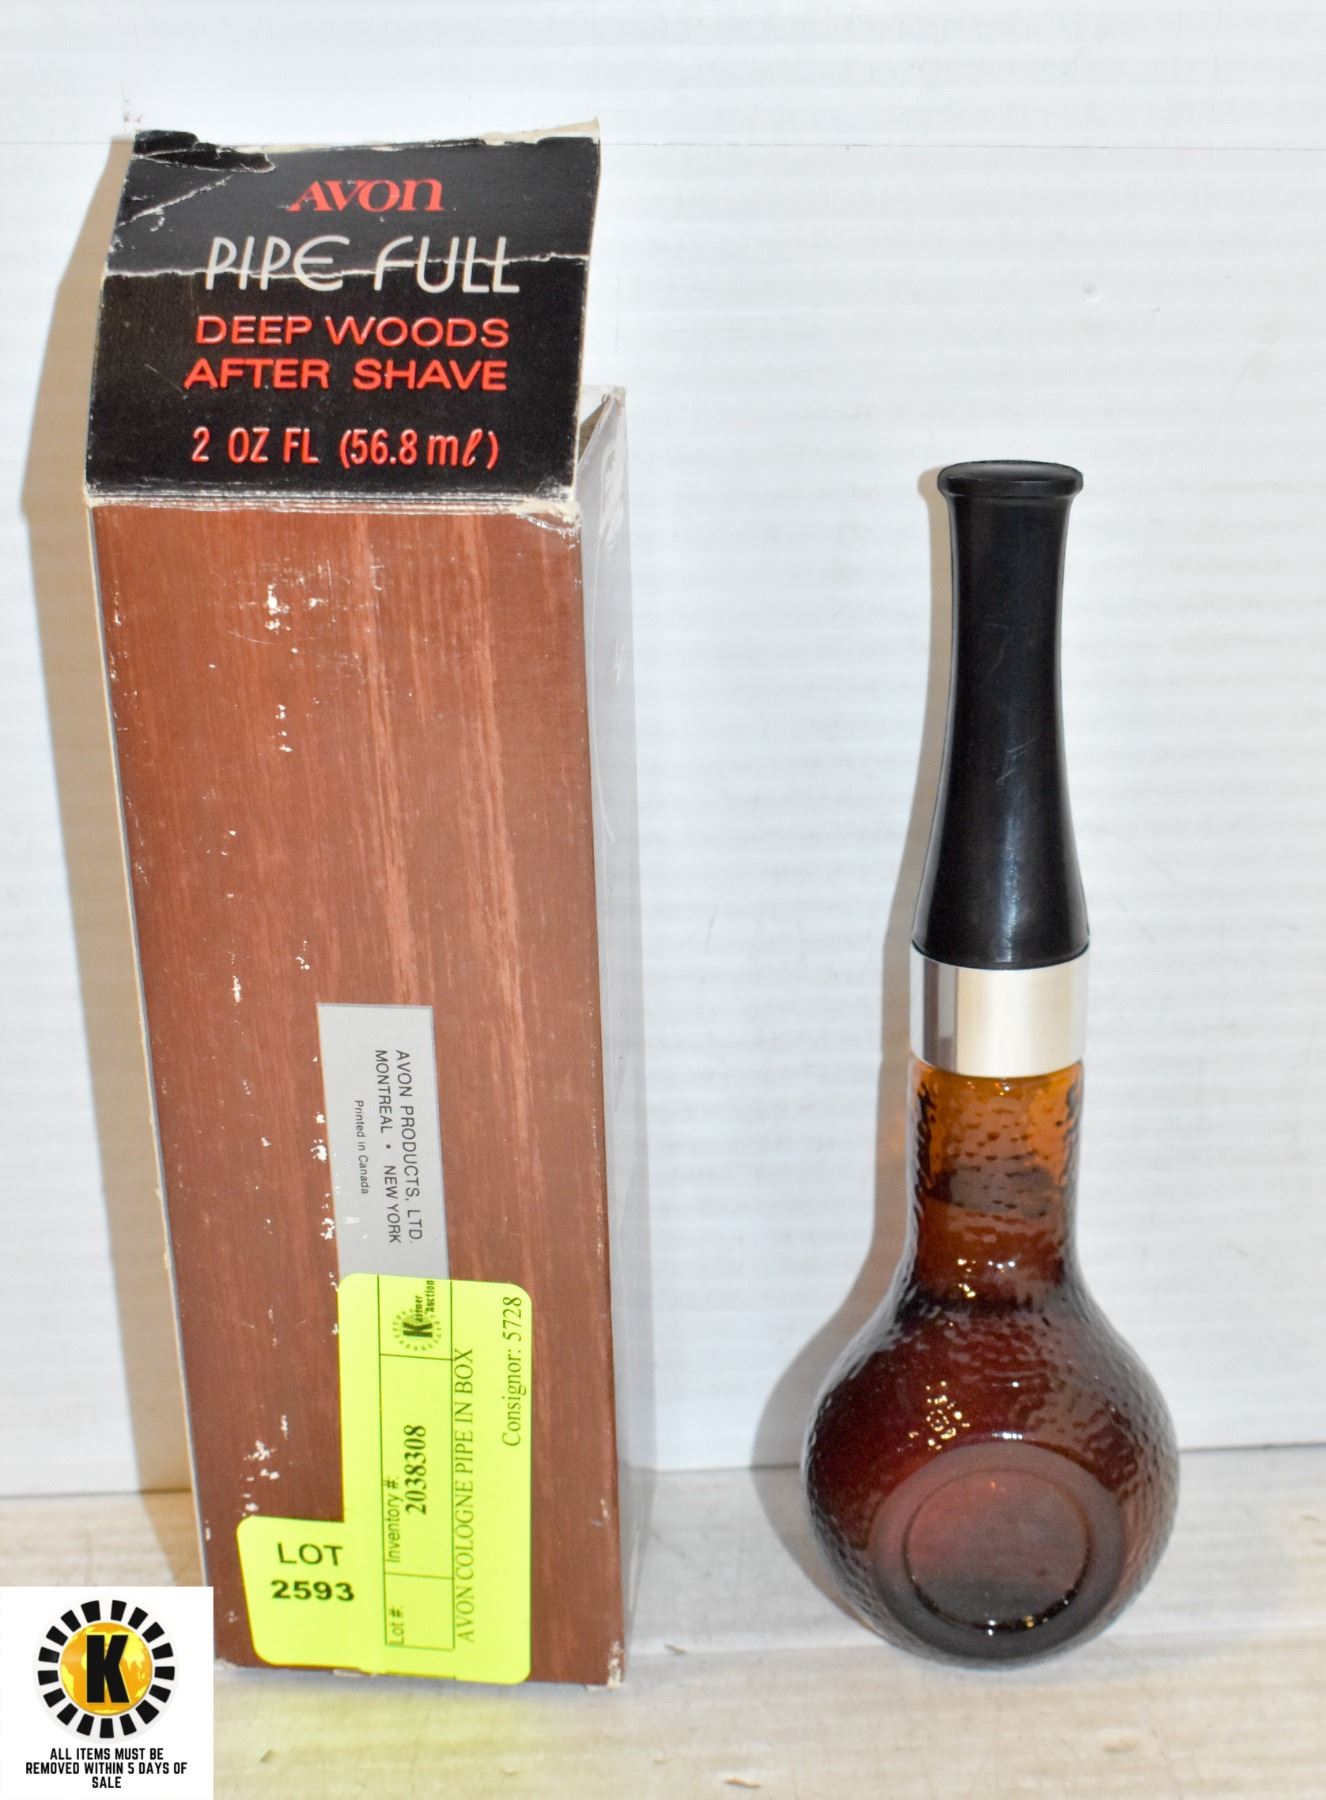 AVON
PIPE FULL
DEEP WOODS
AFTER SHAVE
2 OZ FL (56.8 ml)
AVON PRODUCTS, LTD.
MONTREAL • NEW YORK
Printed in Canada
LOT
2593
Lot #:
Inventory #:
2038308
Kastner
Auction
AVON COLOGNE PIPE IN BOX
Consignor: 5728
K
ALL ITEMS MUST BE
REMOVED WITHIN 5 DAYS OF
SALE